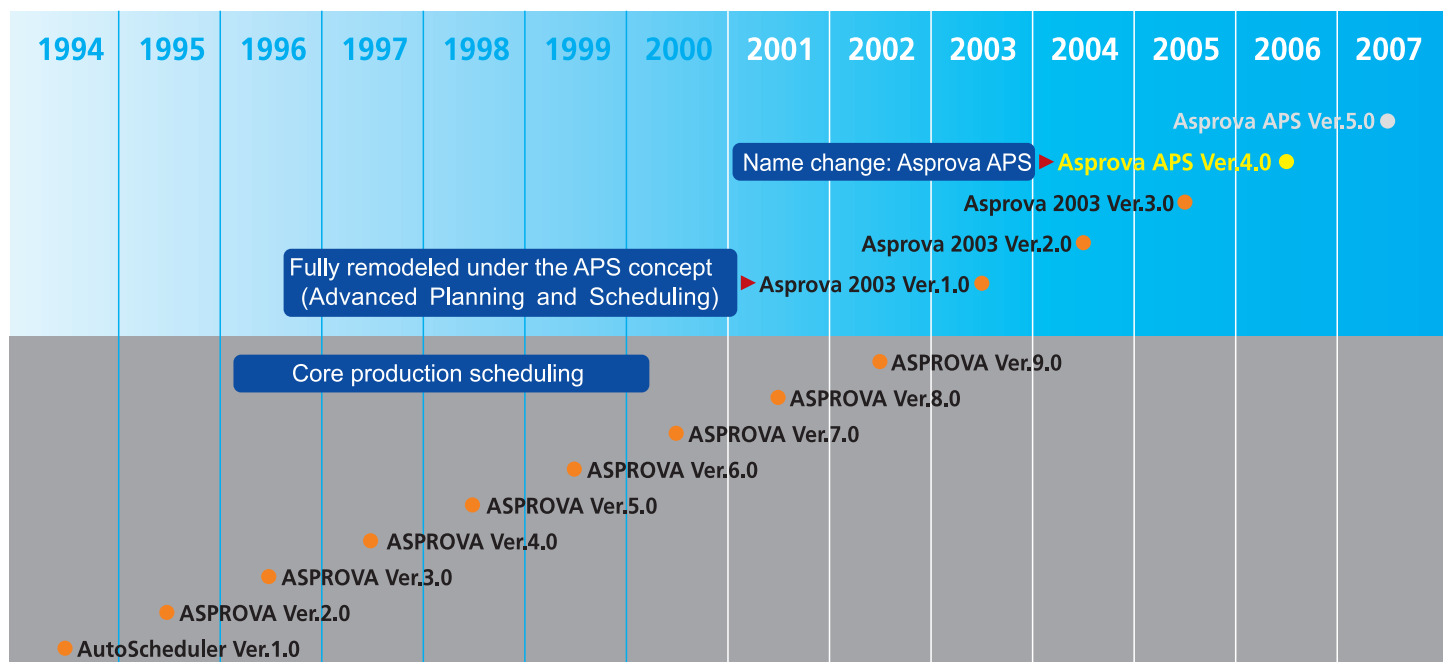 1994 1995 1996 1997 1998 1999 2000 2001 2002 2003 2004 2005 2006 2007
Asprova APS Ver.5.0
Name change: Asprova APS Asprova APS Ver.4.0
Asprova 2003 Ver.3.0
Asprova 2003 Ver.2.0
Fully remodeled under the APS concept
(Advanced Planning and Scheduling)
Asprova 2003 Ver.1.0
Core production scheduling
ASPROVA Ver.9.0
ASPROVA Ver.8.0
ASPROVA Ver.7.0
ASPROVA Ver.6.0
ASPROVA Ver.5.0
ASPROVA Ver.4.0
ASPROVA Ver.3.0
ASPROVA Ver.2.0
AutoScheduler Ver.1.0